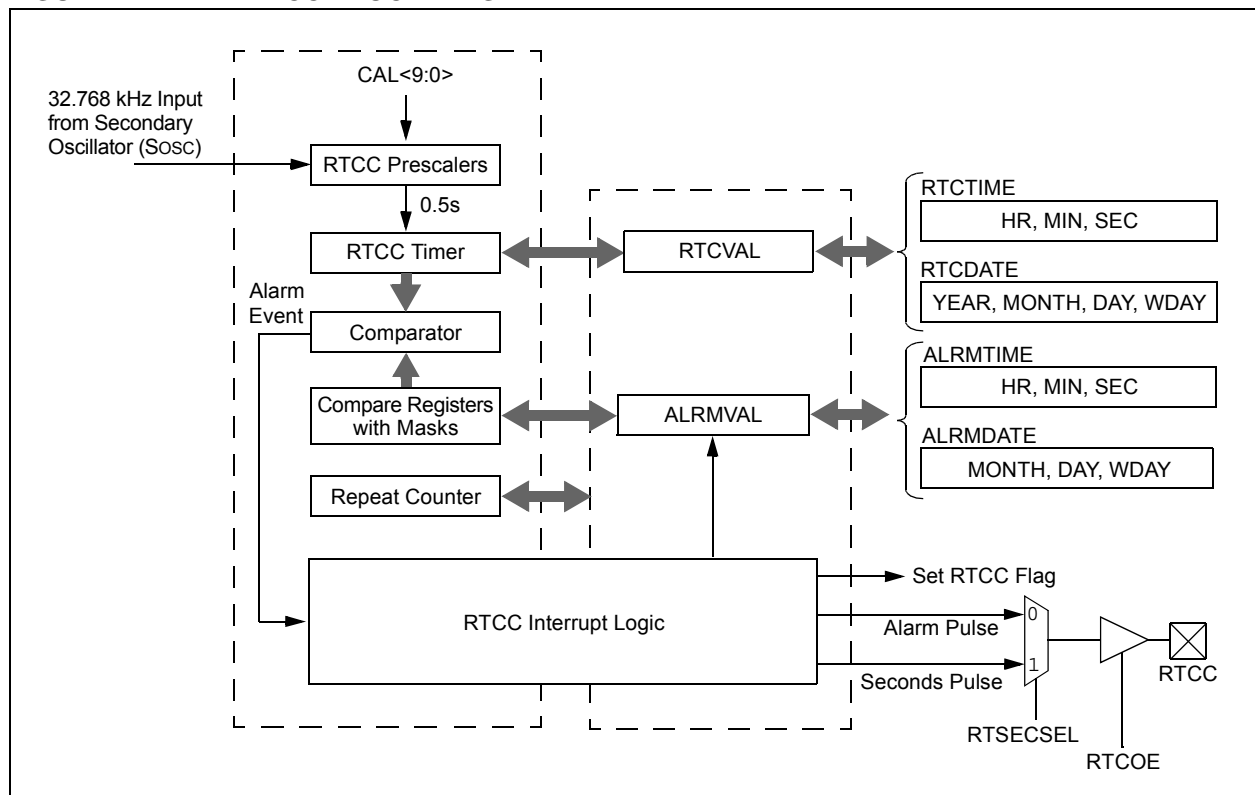 CAL<9:0>
32.768 kHz Input
from Secondary
Oscillator (SOSC)
RTCC Prescalers
0.5s
RTCC Timer
Alarm
Event
Comparator
Compare Registers
with Masks
Repeat Counter
RTCVAL
ALRMVAL
RTCTIME
HR, MIN, SEC
RTCDATE
YEAR, MONTH, DAY, WDAY
ALRMTIME
HR, MIN, SEC
ALRMDATE
MONTH, DAY, WDAY
RTCC Interrupt Logic
Set RTCC Flag
Alarm Pulse
Seconds Pulse
0
1
RTSECSEL
RTCOE
RTCC